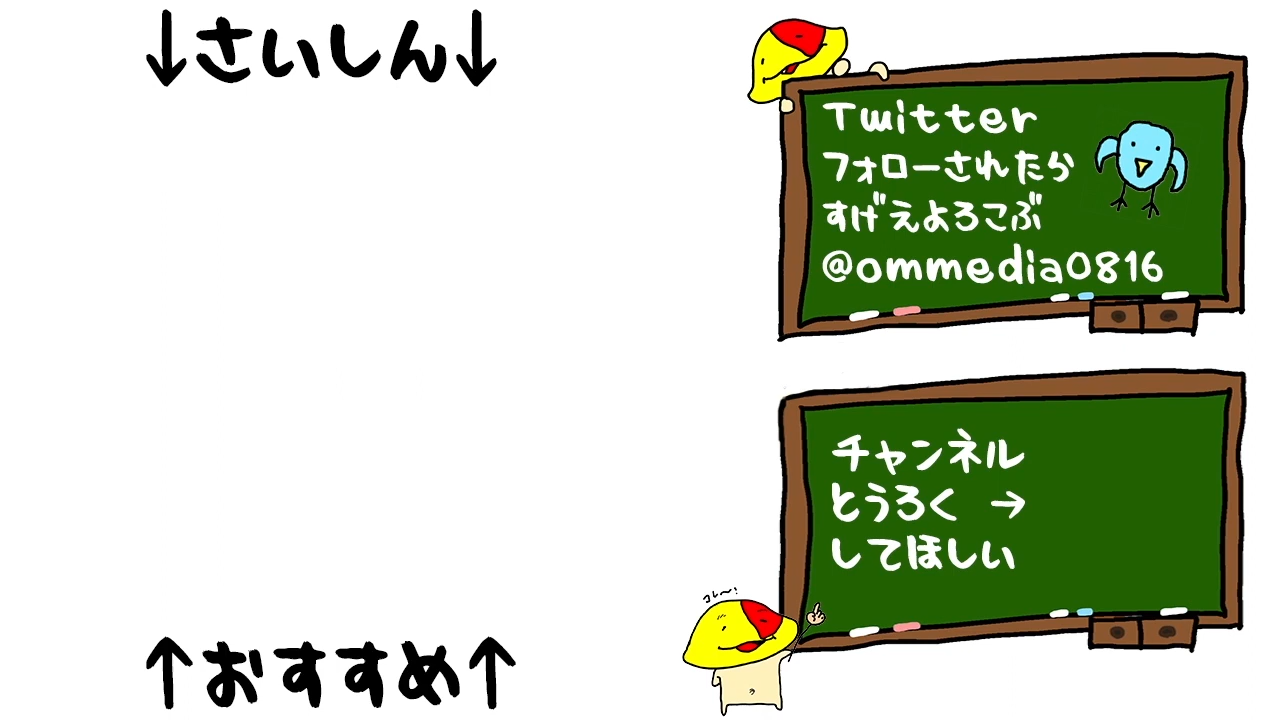 ↓さいしん↓
Twitter
フォローされたら
すげえよろこぶ
@ommedia0816
チャンネル
とうろく →
してほしい
コレ〜!
↑おすすめ↑